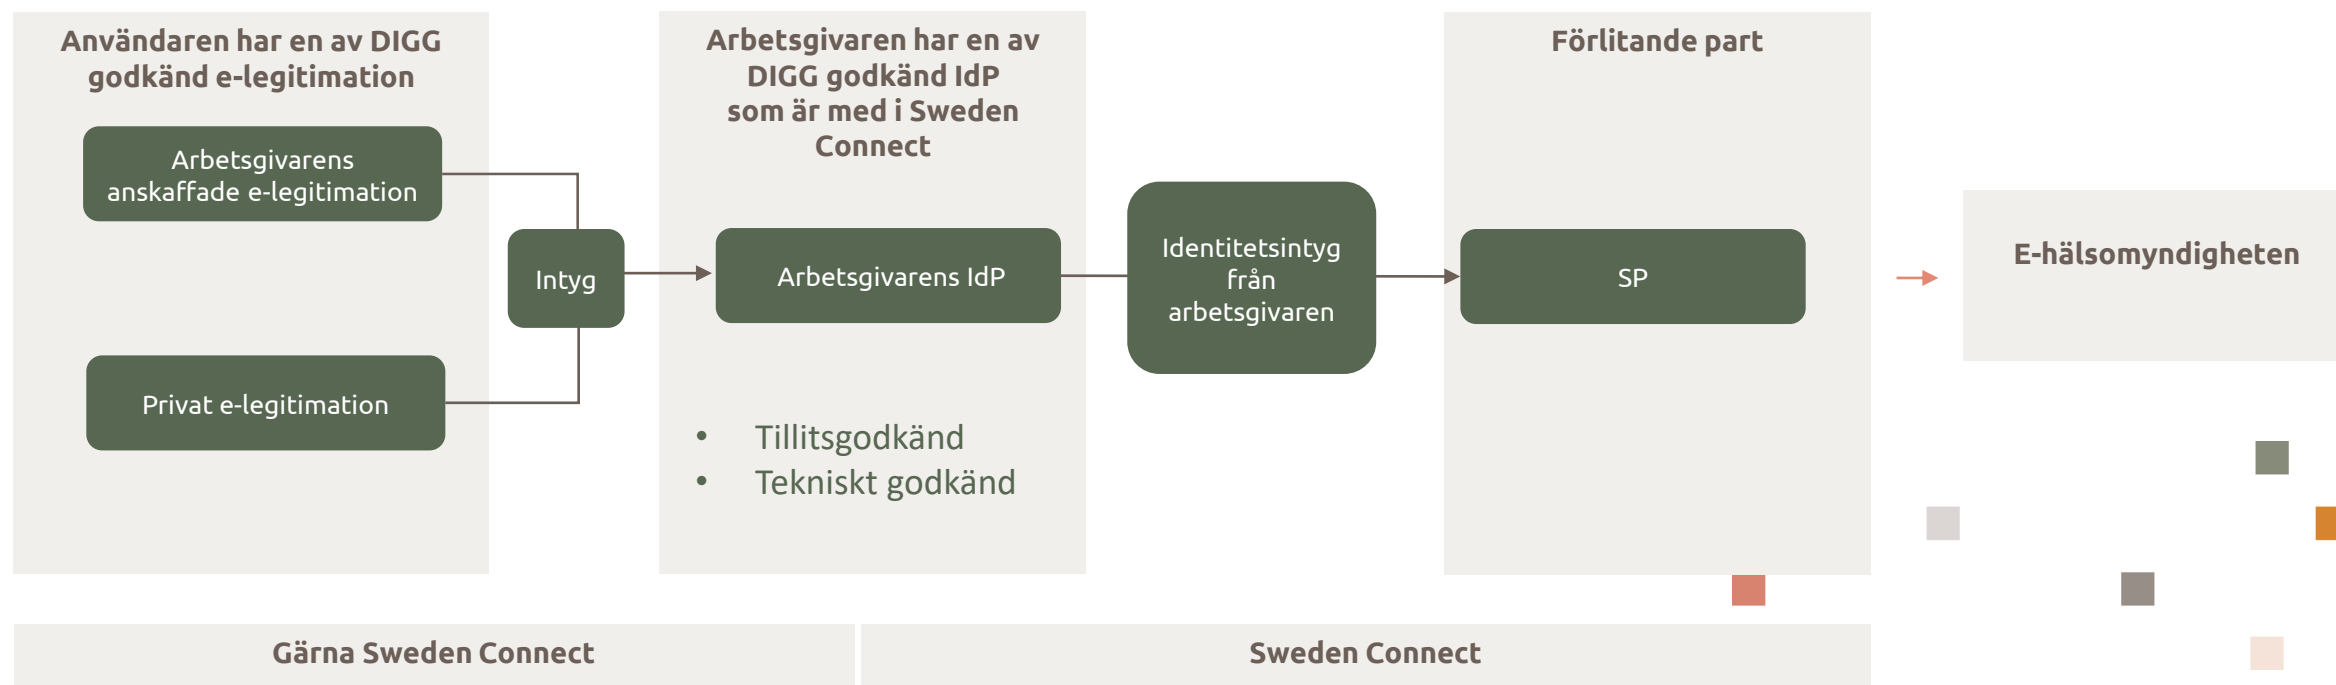 Användaren har en av DIGG
godkänd e-legitimation
Arbetsgivarens
anskaffade e-legitimation
Privat e-legitimation
Intyg
Arbetsgivaren har en av
DIGG godkänd IdP
som är med i Sweden
Connect
Arbetsgivarens IdP
• Tillitsgodkänd
• Tekniskt godkänd
Identitetsintyg
från
arbetsgivaren
Förlitande part
SP
E-hälsomyndigheten
Gärna Sweden Connect
Sweden Connect